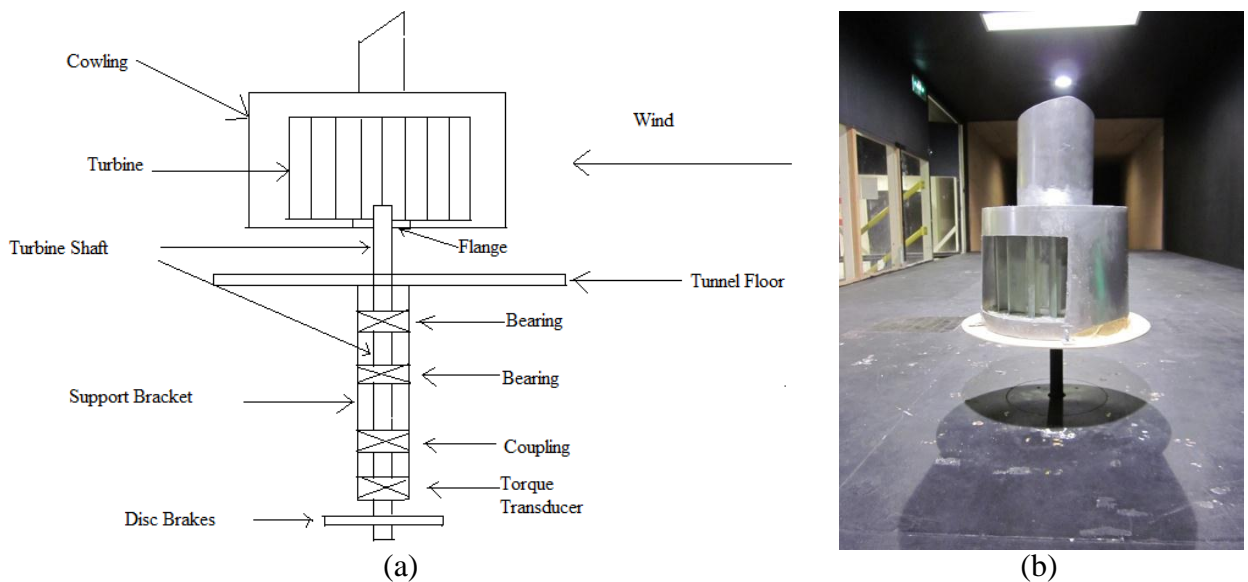 Cowling
Wind
Turbine
Turbine Shaft
Flange
Tunnel Floor
Bearing
Bearing
Support Bracket
Coupling
Torque
Transducer
Disc Brakes
(a)
(b)